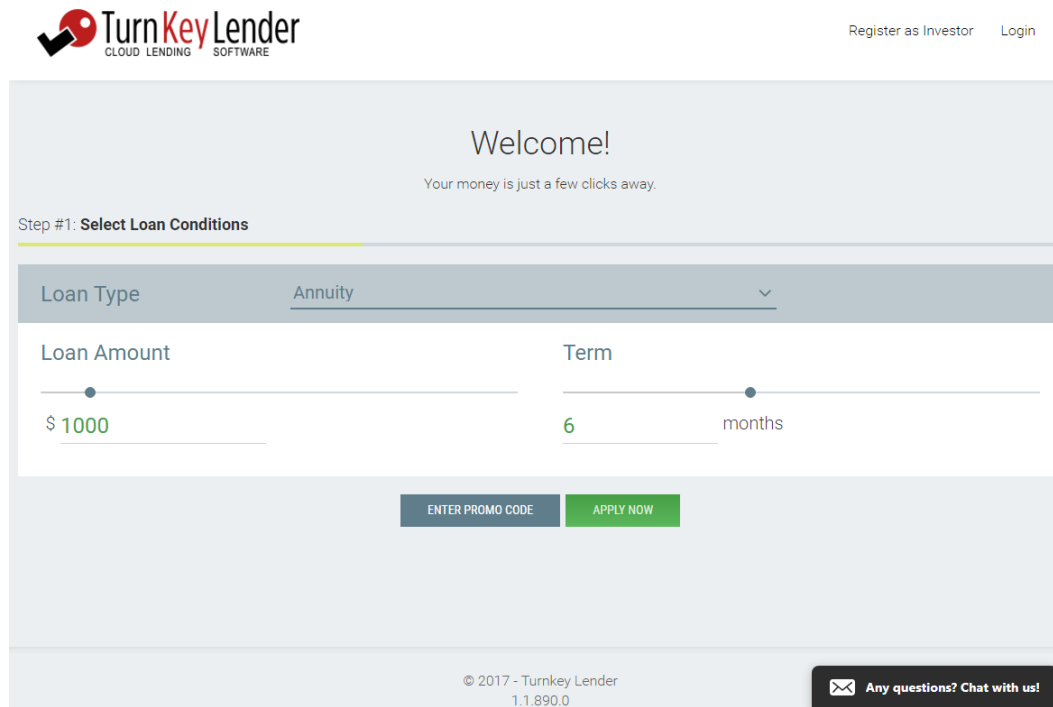 TurnKey Lender
CLOUD LENDING SOFTWARE
Register as Investor Login
Welcome!
Your money is just a few clicks away.
Step #1: Select Loan Conditions
Loan Type Annuity
Loan Amount Term
$ 1000 6 months
ENTER PROMO CODE APPLY NOW
© 2017 - Turnkey Lender
1.1.890.0
Any questions? Chat with us!